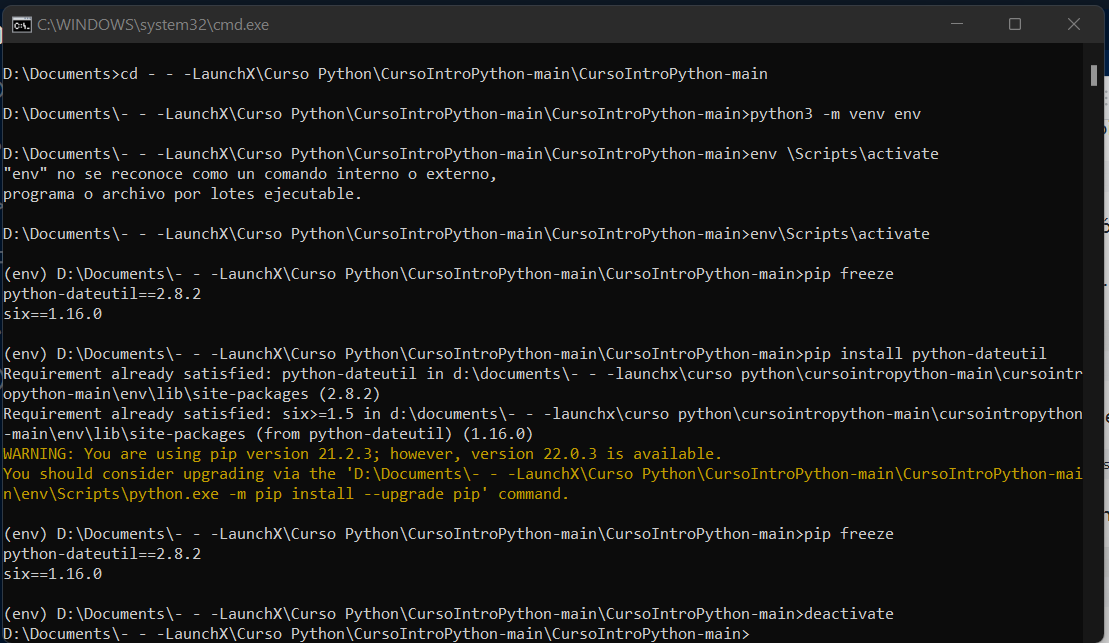 C:\WINDOWS\system32\cmd.exe
D:\Documents>cd - - -LaunchX\Curso Python\CursoIntroPython-main\CursoIntroPython-main
D:\Documents\- - -LaunchX\Curso Python\CursoIntroPython-main\CursoIntroPython-main>python3 -m venv env
D:\Documents\- - -LaunchX\Curso Python\CursoIntroPython-main\CursoIntroPython-main>env \Scripts\activate
"env" no se reconoce como un comando interno o externo,
programa o archivo por lotes ejecutable.
D:\Documents\- - -LaunchX\Curso Python\CursoIntroPython-main\CursoIntroPython-main>env\Scripts\activate
(env) D:\Documents\- - -LaunchX\Curso Python\CursoIntroPython-main\CursoIntroPython-main>pip freeze
python-dateutil==2.8.2
six==1.16.0
(env) D:\Documents\- - -LaunchX\Curso Python\CursoIntroPython-main\CursoIntroPython-main>pip install python-dateutil
Requirement already satisfied: python-dateutil in d:\documents\- - -launchx\curso python\cursointropython-main\cursointr
opython-main\env\lib\site-packages (2.8.2)
Requirement already satisfied: six>=1.5 in d:\documents\- - -launchx\curso python\cursointropython-main\cursointropython
-main\env\lib\site-packages (from python-dateutil) (1.16.0)
WARNING: You are using pip version 21.2.3; however, version 22.0.3 is available.
You should consider upgrading via the 'D:\Documents\- - -LaunchX\Curso Python\CursoIntroPython-main\CursoIntroPython-mai
n\env\Scripts\python.exe -m pip install --upgrade pip' command.
(env) D:\Documents\- - -LaunchX\Curso Python\CursoIntroPython-main\CursoIntroPython-main>pip freeze
python-dateutil==2.8.2
six==1.16.0
(env) D:\Documents\- - -LaunchX\Curso Python\CursoIntroPython-main\CursoIntroPython-main>deactivate
D:\Documents\- - -LaunchX\Curso Python\CursoIntroPython-main\CursoIntroPython-main>